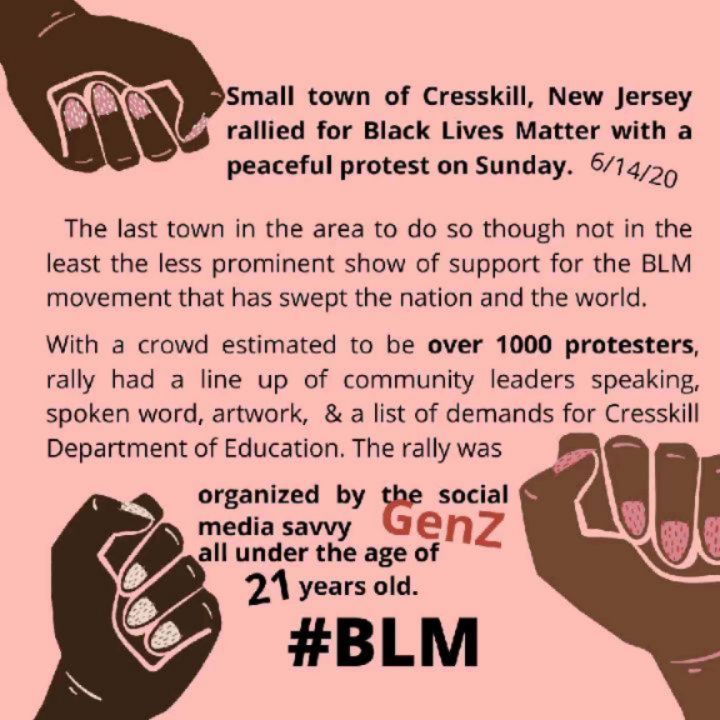 Small town of Cresskill, New Jersey
rallied for Black Lives Matter with a
peaceful protest on Sunday. 6/14/20
The last town in the area to do so though not in the
least the less prominent show of support for the BLM
movement that has swept the nation and the world.
With a crowd estimated to be over 1000 protesters,
rally had a line up of community leaders speaking,
spoken word, artwork, & a list of demands for Cresskill
Department of Education. The rally was
organized by the social
media savvy GenZ
all under the age of
21 years old.
#BLM